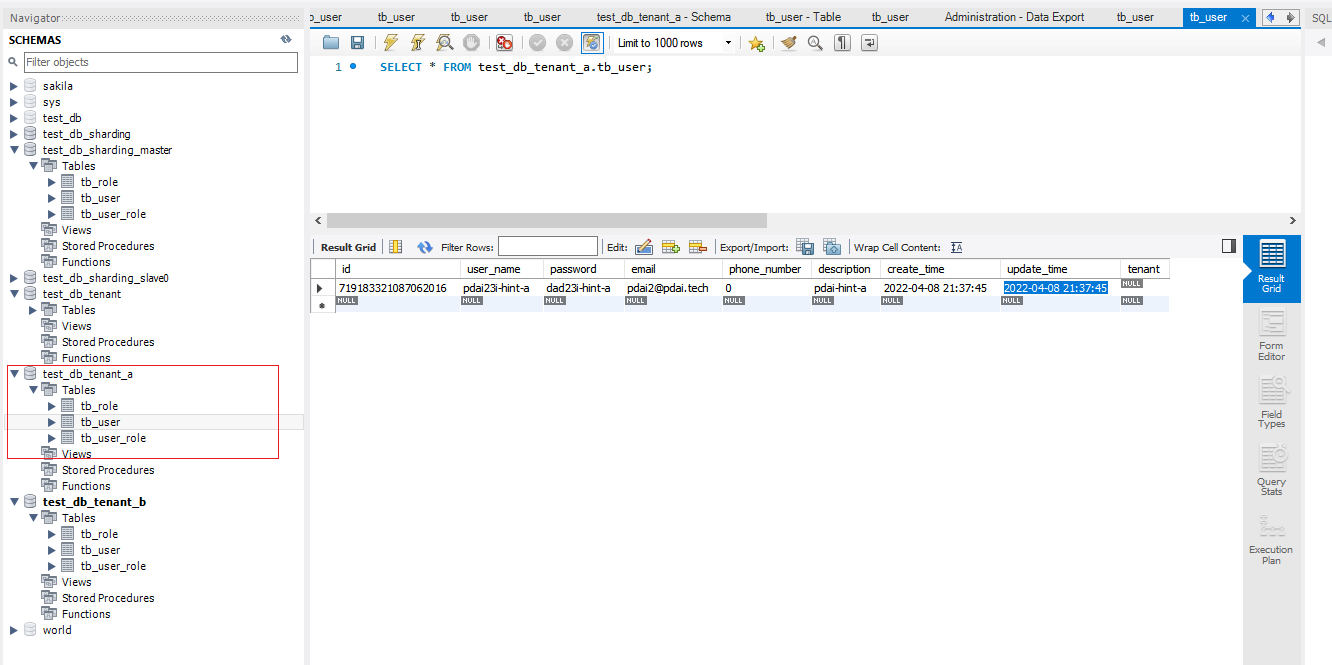 Navigator
b_user
tb_user
tb_user
tb_user
test_db_tenant_a - Schema
tb_user - Table
tb_user
Administration - Data Export
tb_user
tb_user
SQL
SCHEMAS
Filter objects
sakila
sys
test_db
test_db_sharding
test_db_sharding_master
Tables
tb_role
tb_user
tb_user_role
Views
Stored Procedures
Functions
test_db_sharding_slave0
test_db_tenant
Tables
Views
Stored Procedures
Functions
test_db_tenant_a
Tables
tb_role
tb_user
tb_user_role
Views
Stored Procedures
Functions
test_db_tenant_b
Tables
tb_role
tb_user
tb_user_role
Views
Stored Procedures
Functions
world
Limit to 1000 rows
1 SELECT * FROM test_db_tenant_a.tb_user;
Result Grid Filter Rows: Edit: Export/Import: Wrap Cell Content:
id user_name password email phone_number description create_time update_time tenant
719183321087062016 pdai23i-hint-a dad23i-hint-a pdai2@pdai.tech 0 pdai-hint-a 2022-04-08 21:37:45 2022-04-08 21:37:45 NULL
NULL NULL NULL NULL NULL NULL NULL NULL NULL
Result
Grid
Form
Editor
Field
Types
Query
Stats
Execution
Plan